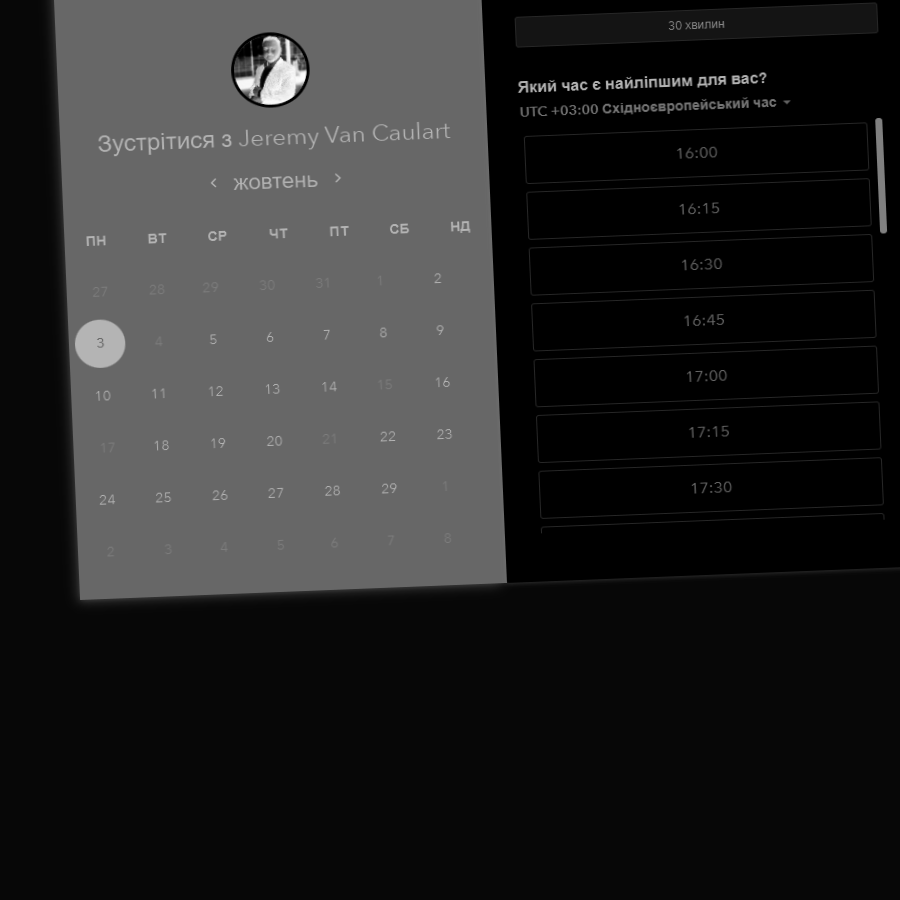 Зустрітися з Jeremy Van Caulart
жовтень
ПН ВТ СР ЧТ ПТ СБ НД
27 28 29 30 31 1 2
3 4 5 6 7 8 9
10 11 12 13 14 15 16
17 18 19 20 21 22 23
24 25 26 27 28 29 1
2 3 4 5 6 7 8
30 хвилин
Який час є найліпшим для вас?
UTC +03:00 Східноєвропейський час
16:00
16:15
16:30
16:45
17:00
17:15
17:30